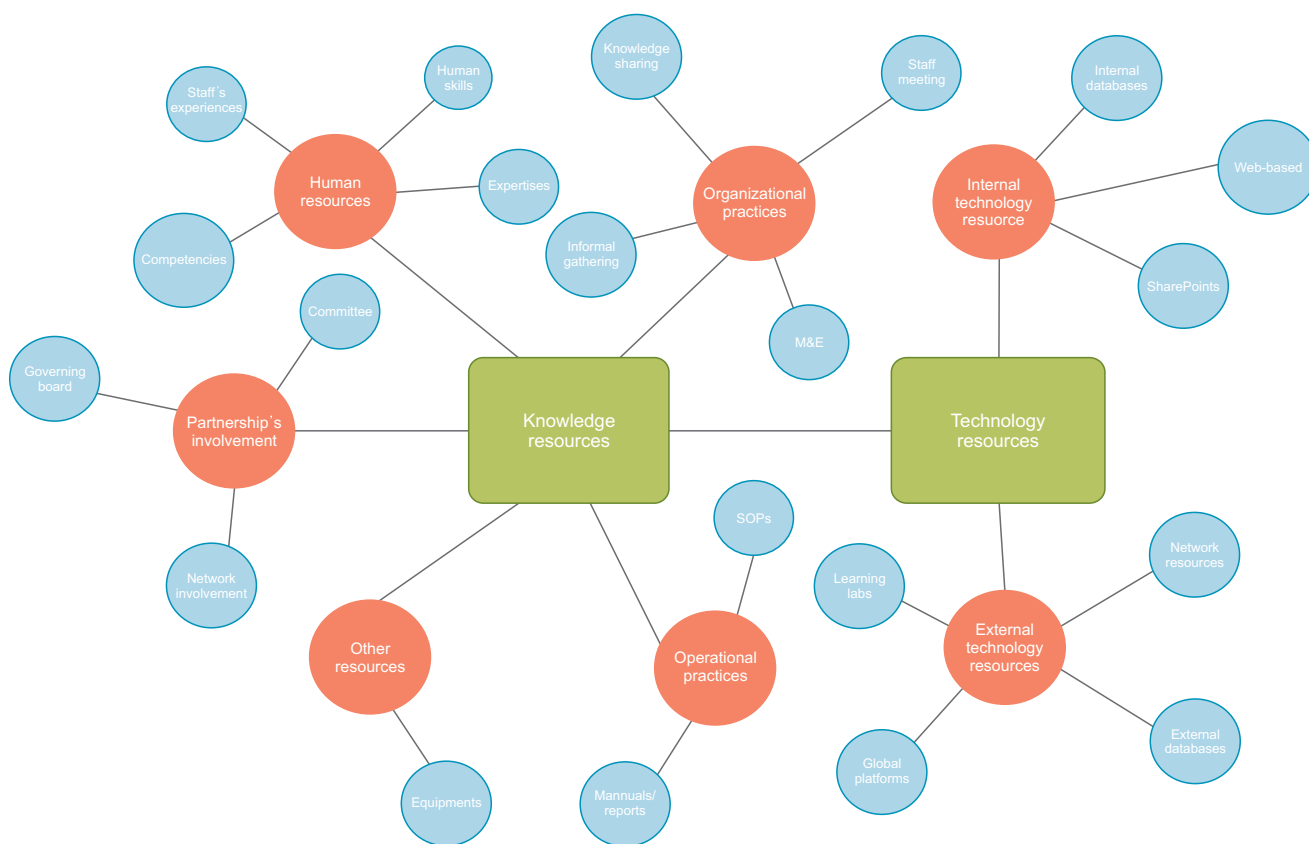 Knowledge
sharing
Staff
meeting
Internal
databases
Human
skills
Staff´s
experiences
Web-based
Human
resources
Expertises
Organizational
practices
Internal
technology
resuorce
Competencies
Informal
gathering
SharePoints
Committee
M&E
Governing
board
Partnership´s
involvement
Knowledge
resources
Technology
resources
SOPs
Network
resources
Network
involvement
Learning
labs
Other
resources
Operational
practices
External
technology
resources
External
databases
Global
platforms
Equipments
Mannuals/
reports